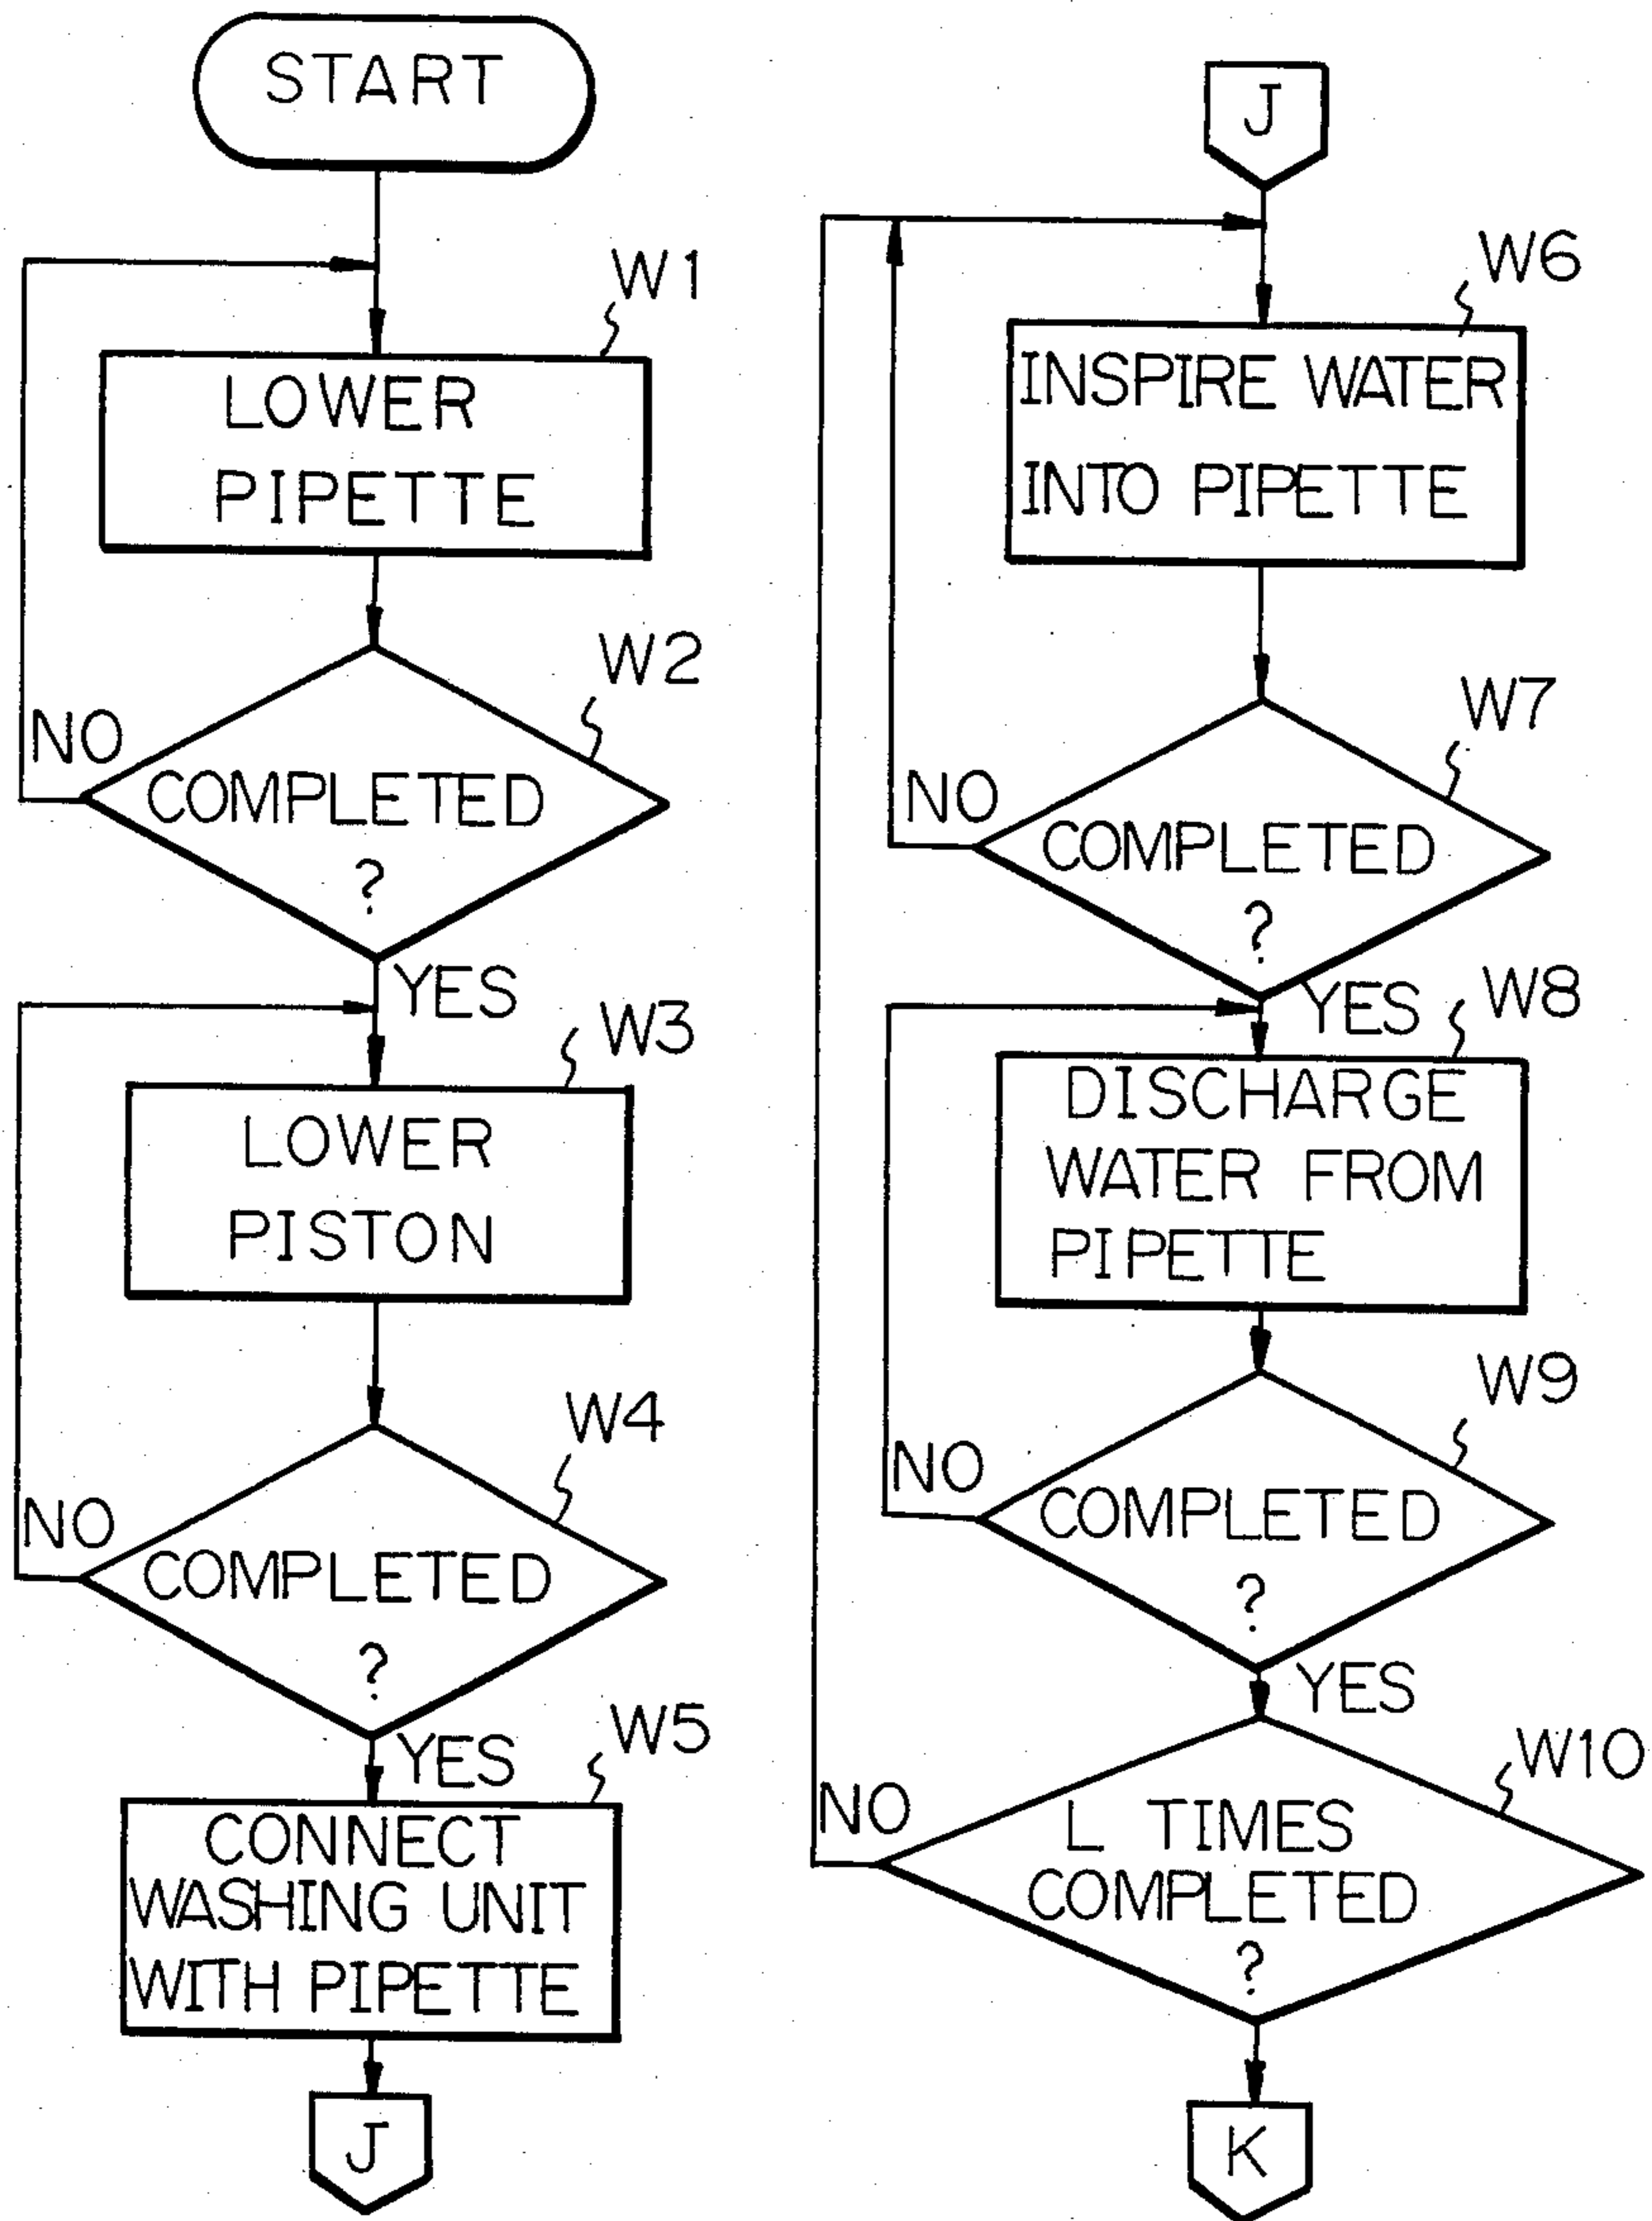 START
W1
LOWER
PIPETTE
W2
NO
COMPLETED
?
YES
W3
LOWER
PISTON
W4
NO
COMPLETED
?
YES
W5
CONNECT
WASHING UNIT
WITH PIPETTE
J
J
W6
INSPIRE WATER
INTO PIPETTE
W7
NO
COMPLETED
?
YES
W8
DISCHARGE
WATER FROM
PIPETTE
W9
NO
COMPLETED
?
YES
W10
NO
L TIMES
COMPLETED
?
K